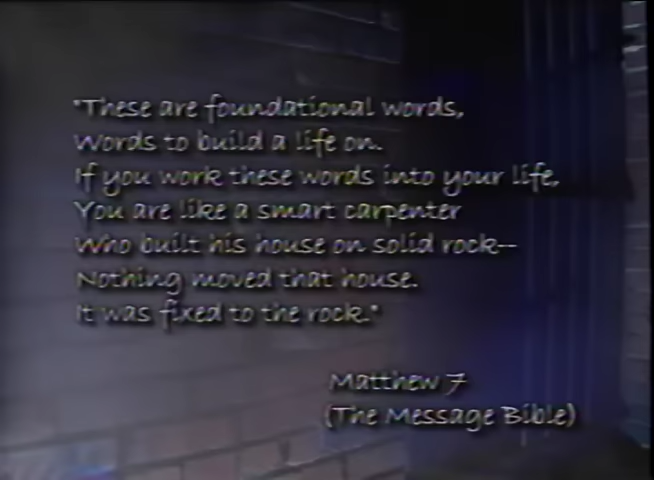 "These are foundational words,
Words to build a life on.
If you work these words into your life,
You are like a smart carpenter
Who built his house on solid rock--
Nothing moved that house.
It was fixed to the rock."
Matthew 7
(The Message Bible)